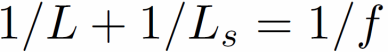 1/L + 1/L_s = 1/f